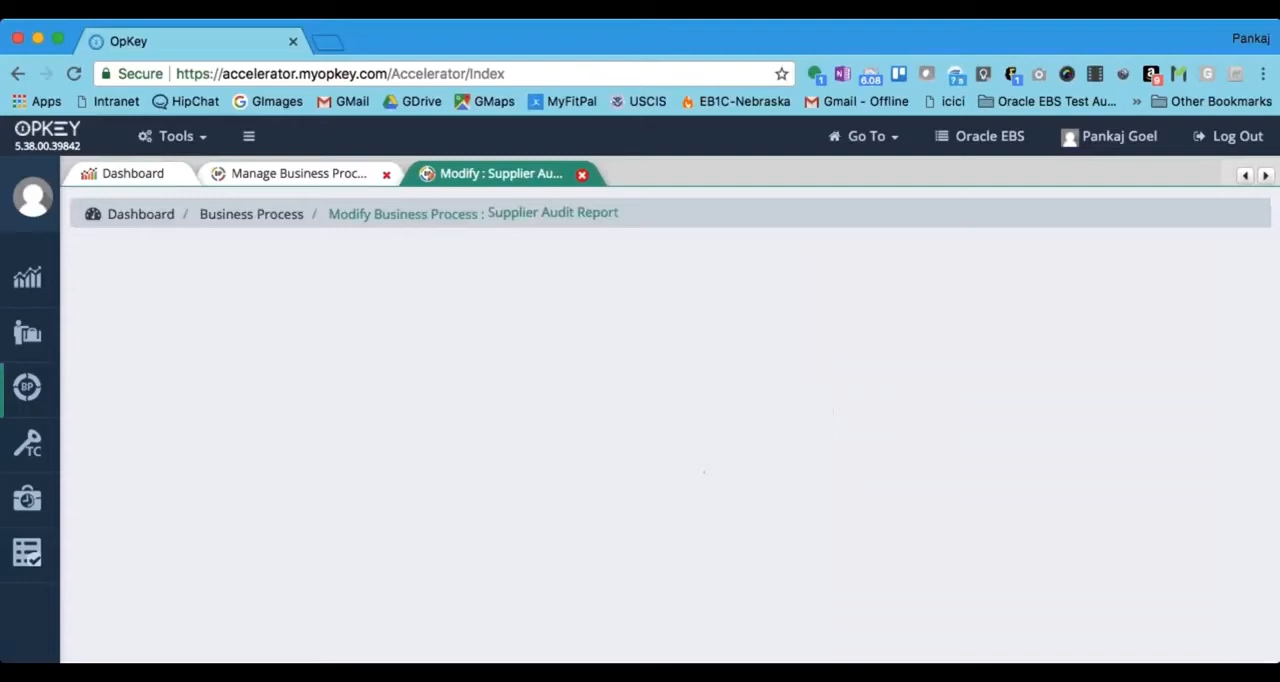 OpKey
Pankaj
Secure https://accelerator.myopkey.com/Accelerator/Index
Apps Intranet HipChat GImages GMail GDrive GMaps MyFitPal USCIS EB1C-Nebraska Gmail - Offline icici Oracle EBS Test Au... » Other Bookmarks
OPKEY
5.38.00.39842
Tools
Go To
Oracle EBS
Pankaj Goel
Log Out
Dashboard
Manage Business Proc...
Modify : Supplier Au...
Dashboard / Business Process / Modify Business Process : Supplier Audit Report
BP
TC